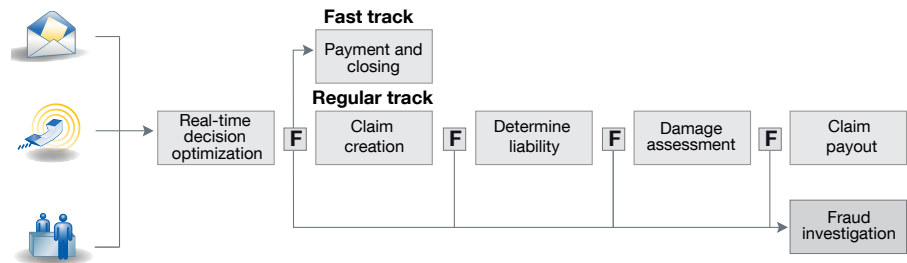 Fast track
Payment and
closing
Regular track
Real-time
decision
optimization
F
Claim
creation
F
Determine
liability
F
Damage
assessment
F
Claim
payout
Fraud
investigation